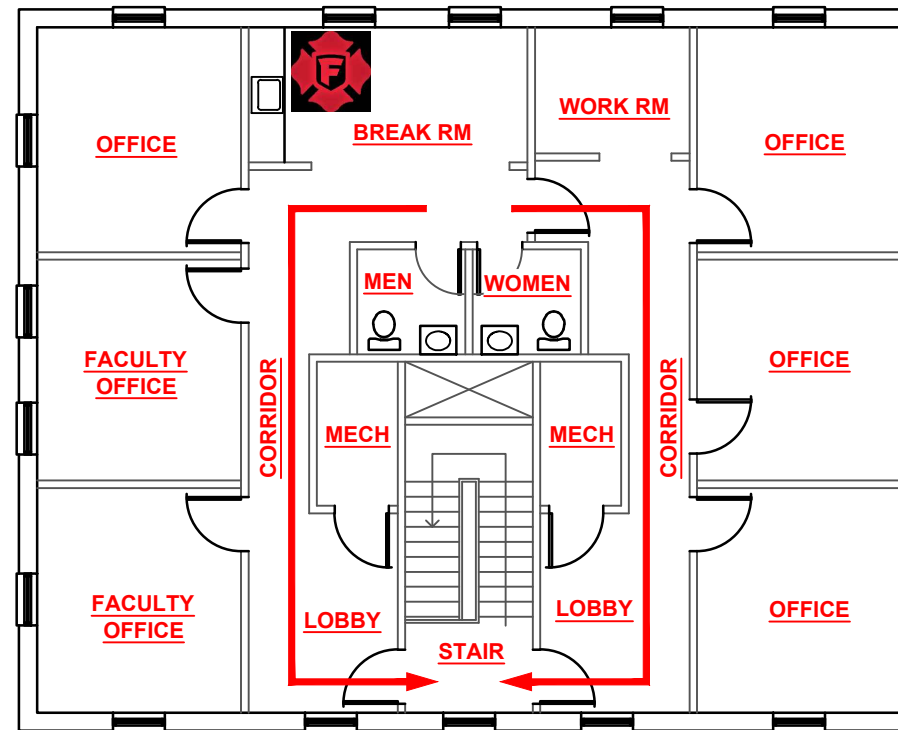 F
WORK RM
BREAK RM
OFFICE
OFFICE
MEN
WOMEN
FACULTY
OFFICE
CORRIDOR
CORRIDOR
OFFICE
MECH
MECH
FACULTY
OFFICE
LOBBY
LOBBY
OFFICE
STAIR